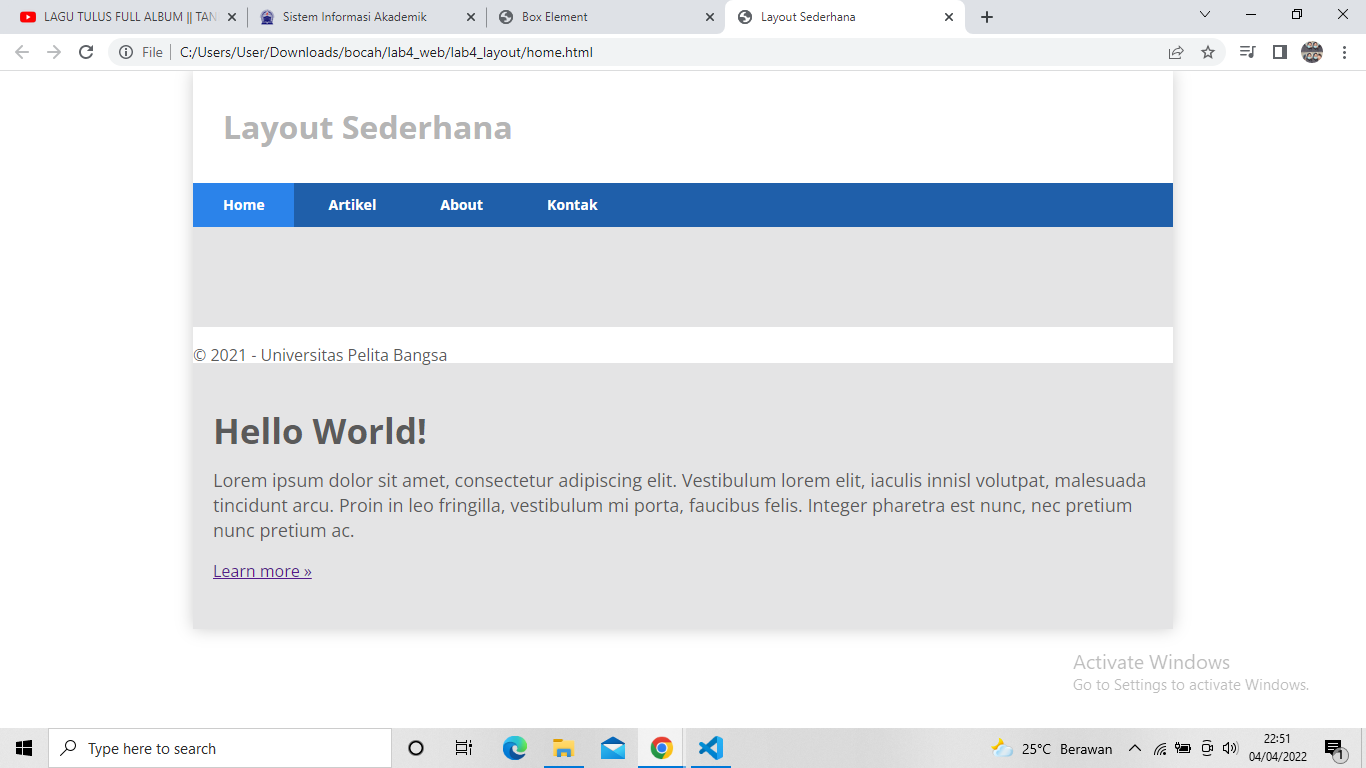 LAGU TULUS FULL ALBUM || TAN
Sistem Informasi Akademik
Box Element
Layout Sederhana
File
C:/Users/User/Downloads/bocah/lab4_web/lab4_layout/home.html
Layout Sederhana
Home Artikel About Kontak
© 2021 - Universitas Pelita Bangsa
Hello World!
Lorem ipsum dolor sit amet, consectetur adipiscing elit. Vestibulum lorem elit, iaculis innisl volutpat, malesuada
tincidunt arcu. Proin in leo fringilla, vestibulum mi porta, faucibus felis. Integer pharetra est nunc, nec pretium
nunc pretium ac.
Learn more »
Activate Windows
Go to Settings to activate Windows.
Type here to search
25°C Berawan
22:51
04/04/2022
1